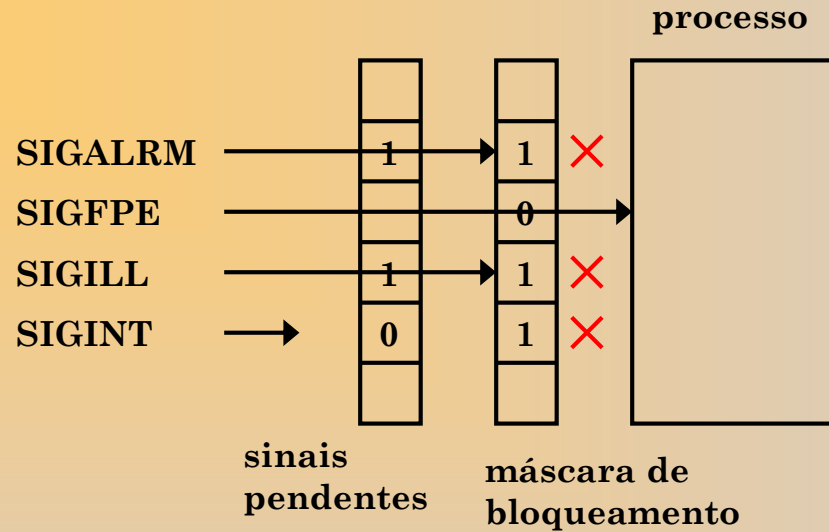 processo
SIGALRM 1 1
SIGFPE 0
SIGILL 1 1
SIGINT 0 1
sinais
pendentes
máscara de
bloqueamento